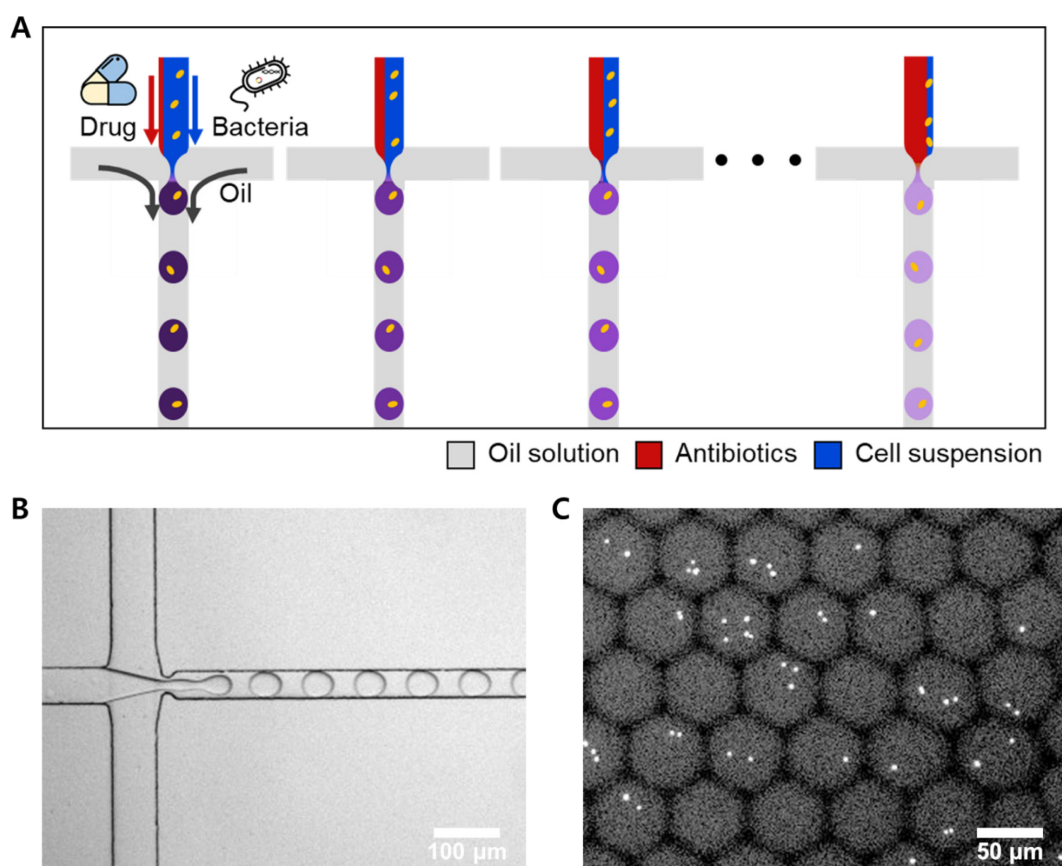 A
Drug
Bacteria
Oil
Oil solution
Antibiotics
Cell suspension
B
C
100 μm
50 μm